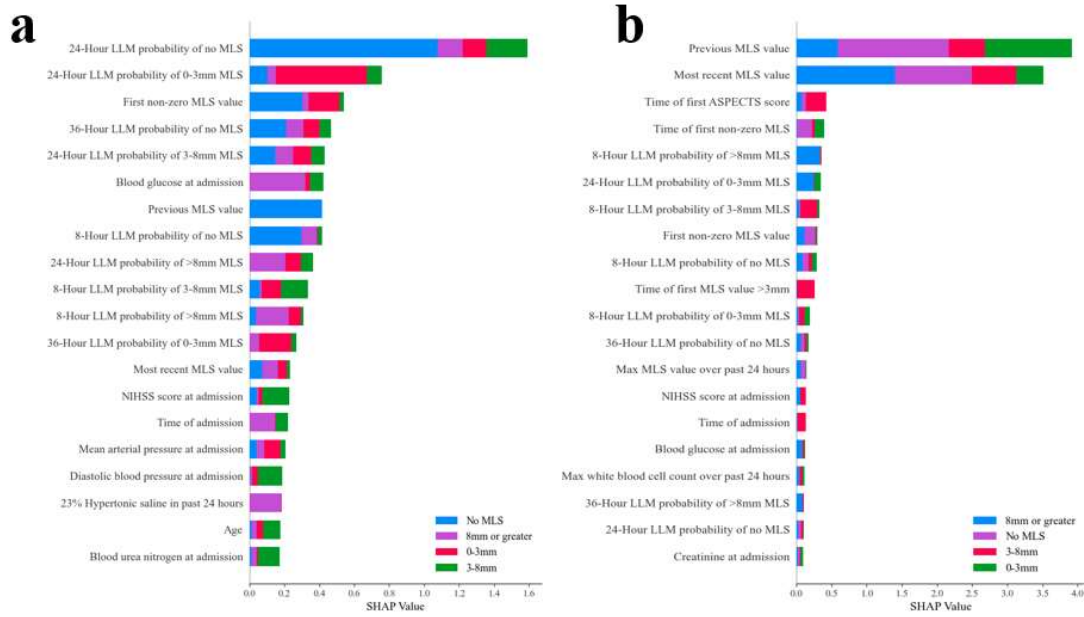 a
24-Hour LLM probability of no MLS
24-Hour LLM probability of 0-3mm MLS
First non-zero MLS value
36-Hour LLM probability of no MLS
24-Hour LLM probability of 3-8mm MLS
Blood glucose at admission
Previous MLS value
8-Hour LLM probability of no MLS
24-Hour LLM probability of >8mm MLS
8-Hour LLM probability of 3-8mm MLS
8-Hour LLM probability of >8mm MLS
36-Hour LLM probability of 0-3mm MLS
Most recent MLS value
NIHSS score at admission
Time of admission
Mean arterial pressure at admission
Diastolic blood pressure at admission
23% Hypertonic saline in past 24 hours
Age
Blood urea nitrogen at admission
No MLS
8mm or greater
0-3mm
3-8mm
0.0 0.2 0.4 0.6 0.8 1.0 1.2 1.4 1.6
SHAP Value
b
Previous MLS value
Most recent MLS value
Time of first ASPECTS score
Time of first non-zero MLS
8-Hour LLM probability of >8mm MLS
24-Hour LLM probability of 0-3mm MLS
8-Hour LLM probability of 3-8mm MLS
First non-zero MLS value
8-Hour LLM probability of no MLS
Time of first MLS value >3mm
8-Hour LLM probability of 0-3mm MLS
36-Hour LLM probability of no MLS
Max MLS value over past 24 hours
NIHSS score at admission
Time of admission
Blood glucose at admission
Max white blood cell count over past 24 hours
36-Hour LLM probability of >8mm MLS
24-Hour LLM probability of no MLS
Creatinine at admission
8mm or greater
No MLS
3-8mm
0-3mm
0.0 0.5 1.0 1.5 2.0 2.5 3.0 3.5 4.0
SHAP Value